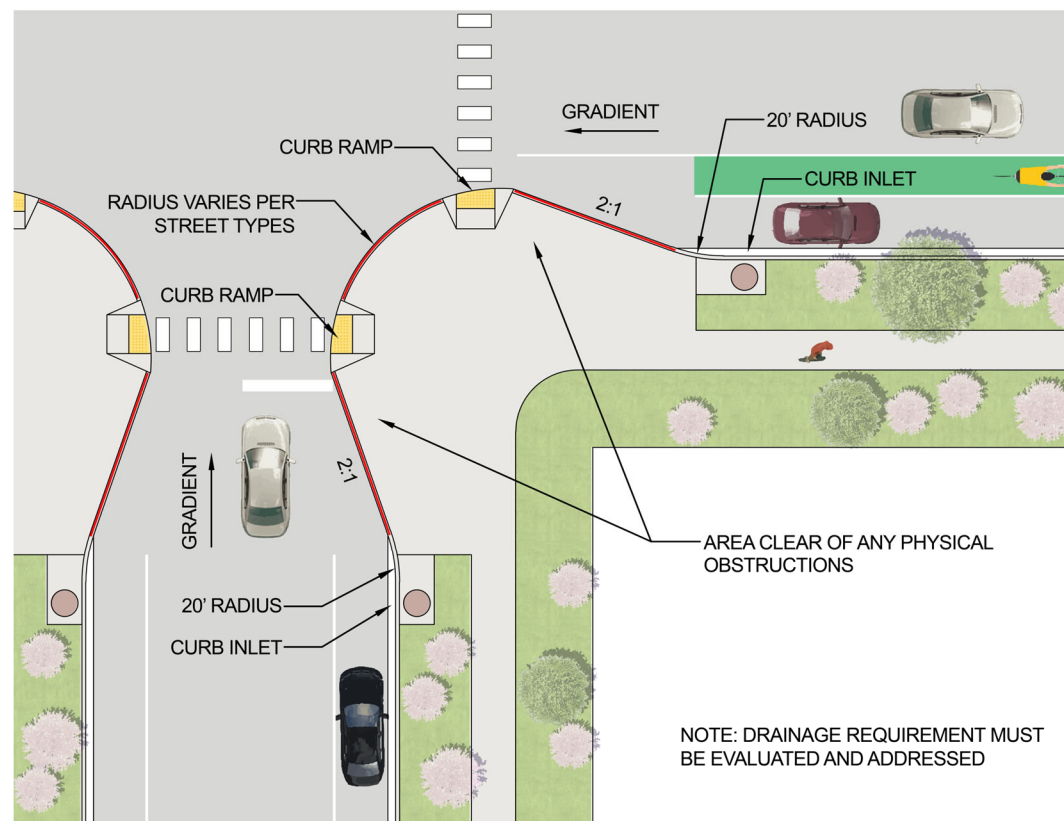 GRADIENT
20' RADIUS
CURB RAMP
CURB INLET
RADIUS VARIES PER
STREET TYPES
2:1
CURB RAMP
2:1
GRADIENT
AREA CLEAR OF ANY PHYSICAL
OBSTRUCTIONS
20' RADIUS
CURB INLET
NOTE: DRAINAGE REQUIREMENT MUST
BE EVALUATED AND ADDRESSED